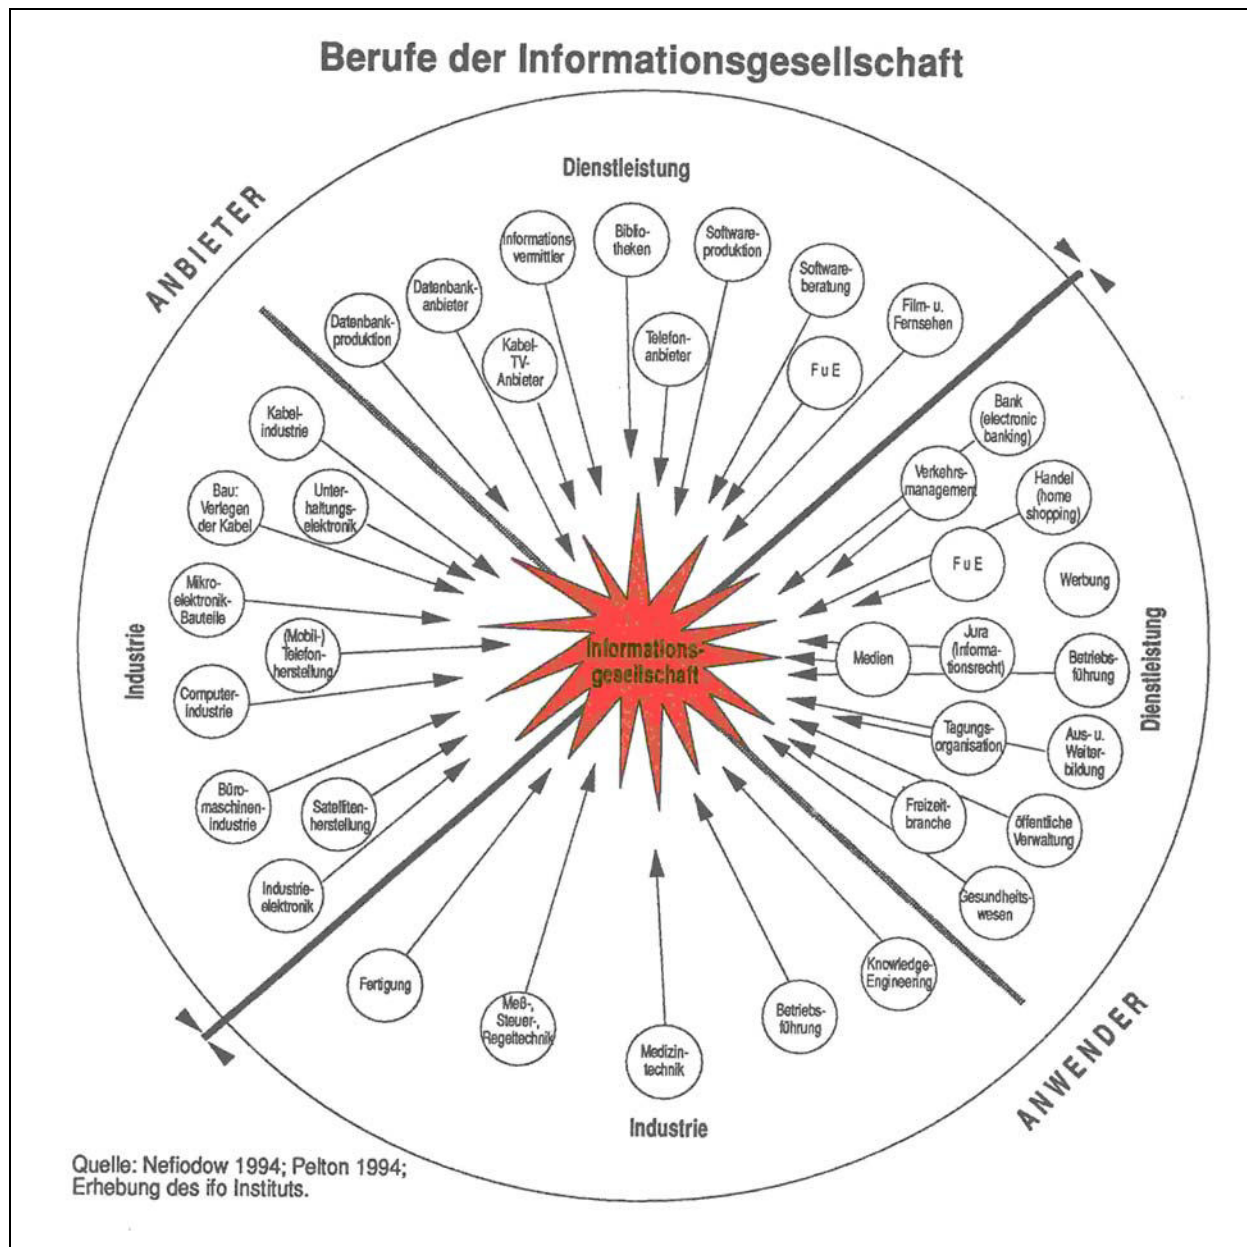 Berufe der Informationsgesellschaft
ANBIETER
Dienstleistung
Informations-
vermittler
Biblio-
theken
Software-
produktion
Datenbank-
anbieter
Software-
beratung
Datenbank-
produktion
Kabel-
TV-
Anbieter
Telefon-
anbieter
F u E
Film- u.
Fernsehen
Kabel-
industrie
Bau:
Verlegen
der Kabel
Unter-
haltungs-
elektronik
Mikro-
elektronik-
Bauteile
Industrie
(Mobil-)
Telefon-
herstellung
Computer-
industrie
Büro-
maschinen-
industrie
Satelliten-
herstellung
Industrie-
elektronik
Informations-
gesellschaft
Bank
(electronic
banking)
Verkehrs-
management
Handel
(home
shopping)
F u E
Werbung
Medien
Jura
(Informa-
tionsrecht)
Betriebs-
führung
Dienstleistung
Tagungs-
organisation
Aus- u.
Weiter-
bildung
Freizeit-
branche
öffentliche
Verwaltung
Gesundheits-
wesen
Fertigung
Meß-,
Steuer-,
Regeltechnik
Medizin-
technik
Betriebs-
führung
Knowledge-
Engineering
Industrie
ANWENDER
Quelle: Nefiodow 1994; Pelton 1994;
Erhebung des ifo Instituts.